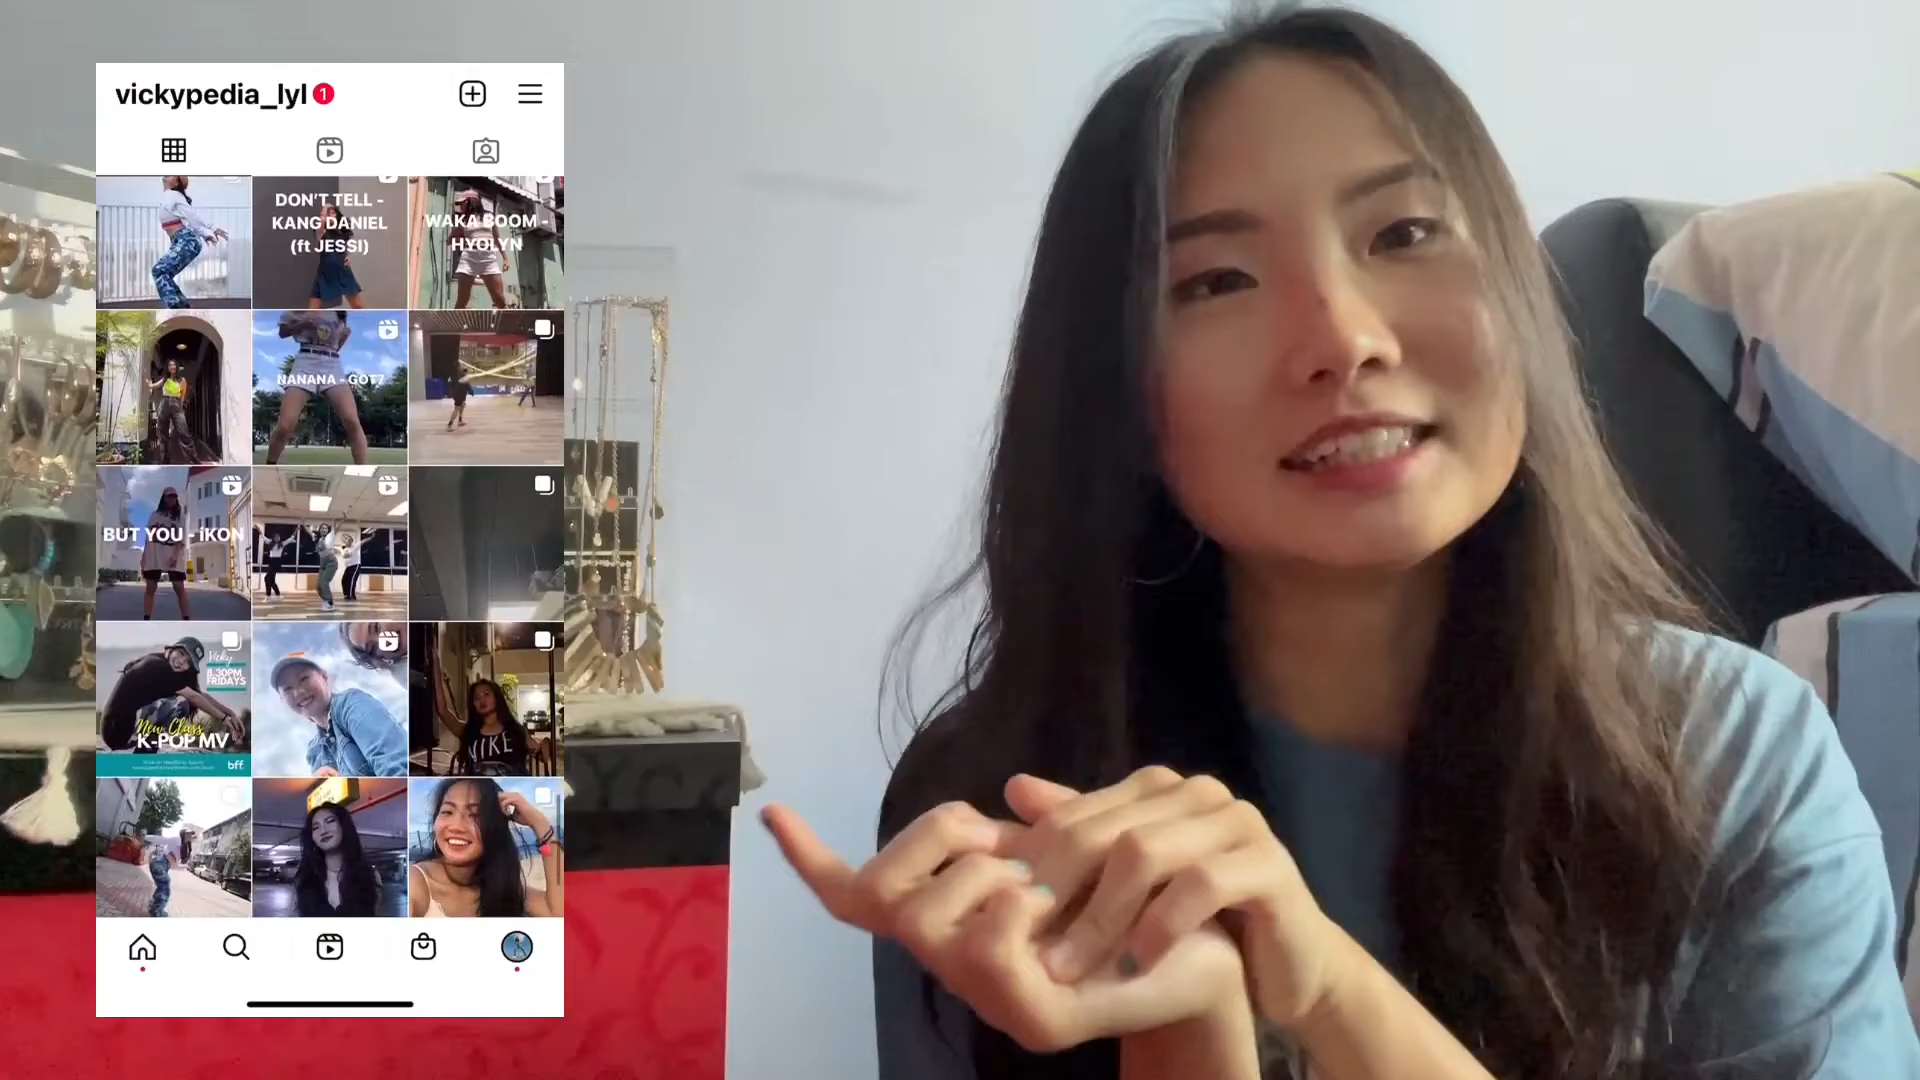 vickypedia_lyl 1
DON'T TELL -
KANG DANIEL
(ft JESSI)
WAKA BOOM -
HYOLYN
NANANA - GOT7
BUT YOU - iKON
Vicky
8.30PM
FRIDAYS
New Class
K-POP MV
bff.
NIKE